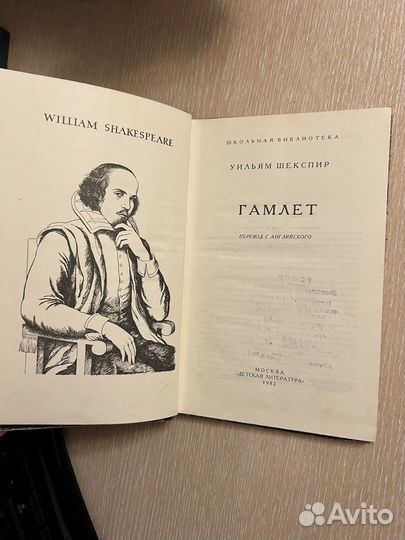 WILLIAM SHAKESPEARE
ШКОЛЬНАЯ БИБЛИОТЕКА
УИЛЬЯМ ШЕКСПИР
ГАМЛЕТ
ПЕРЕВОД С АНГЛИЙСКОГО
МОСКВА
«ДЕТСКАЯ ЛИТЕРАТУРА»
1982
Avito